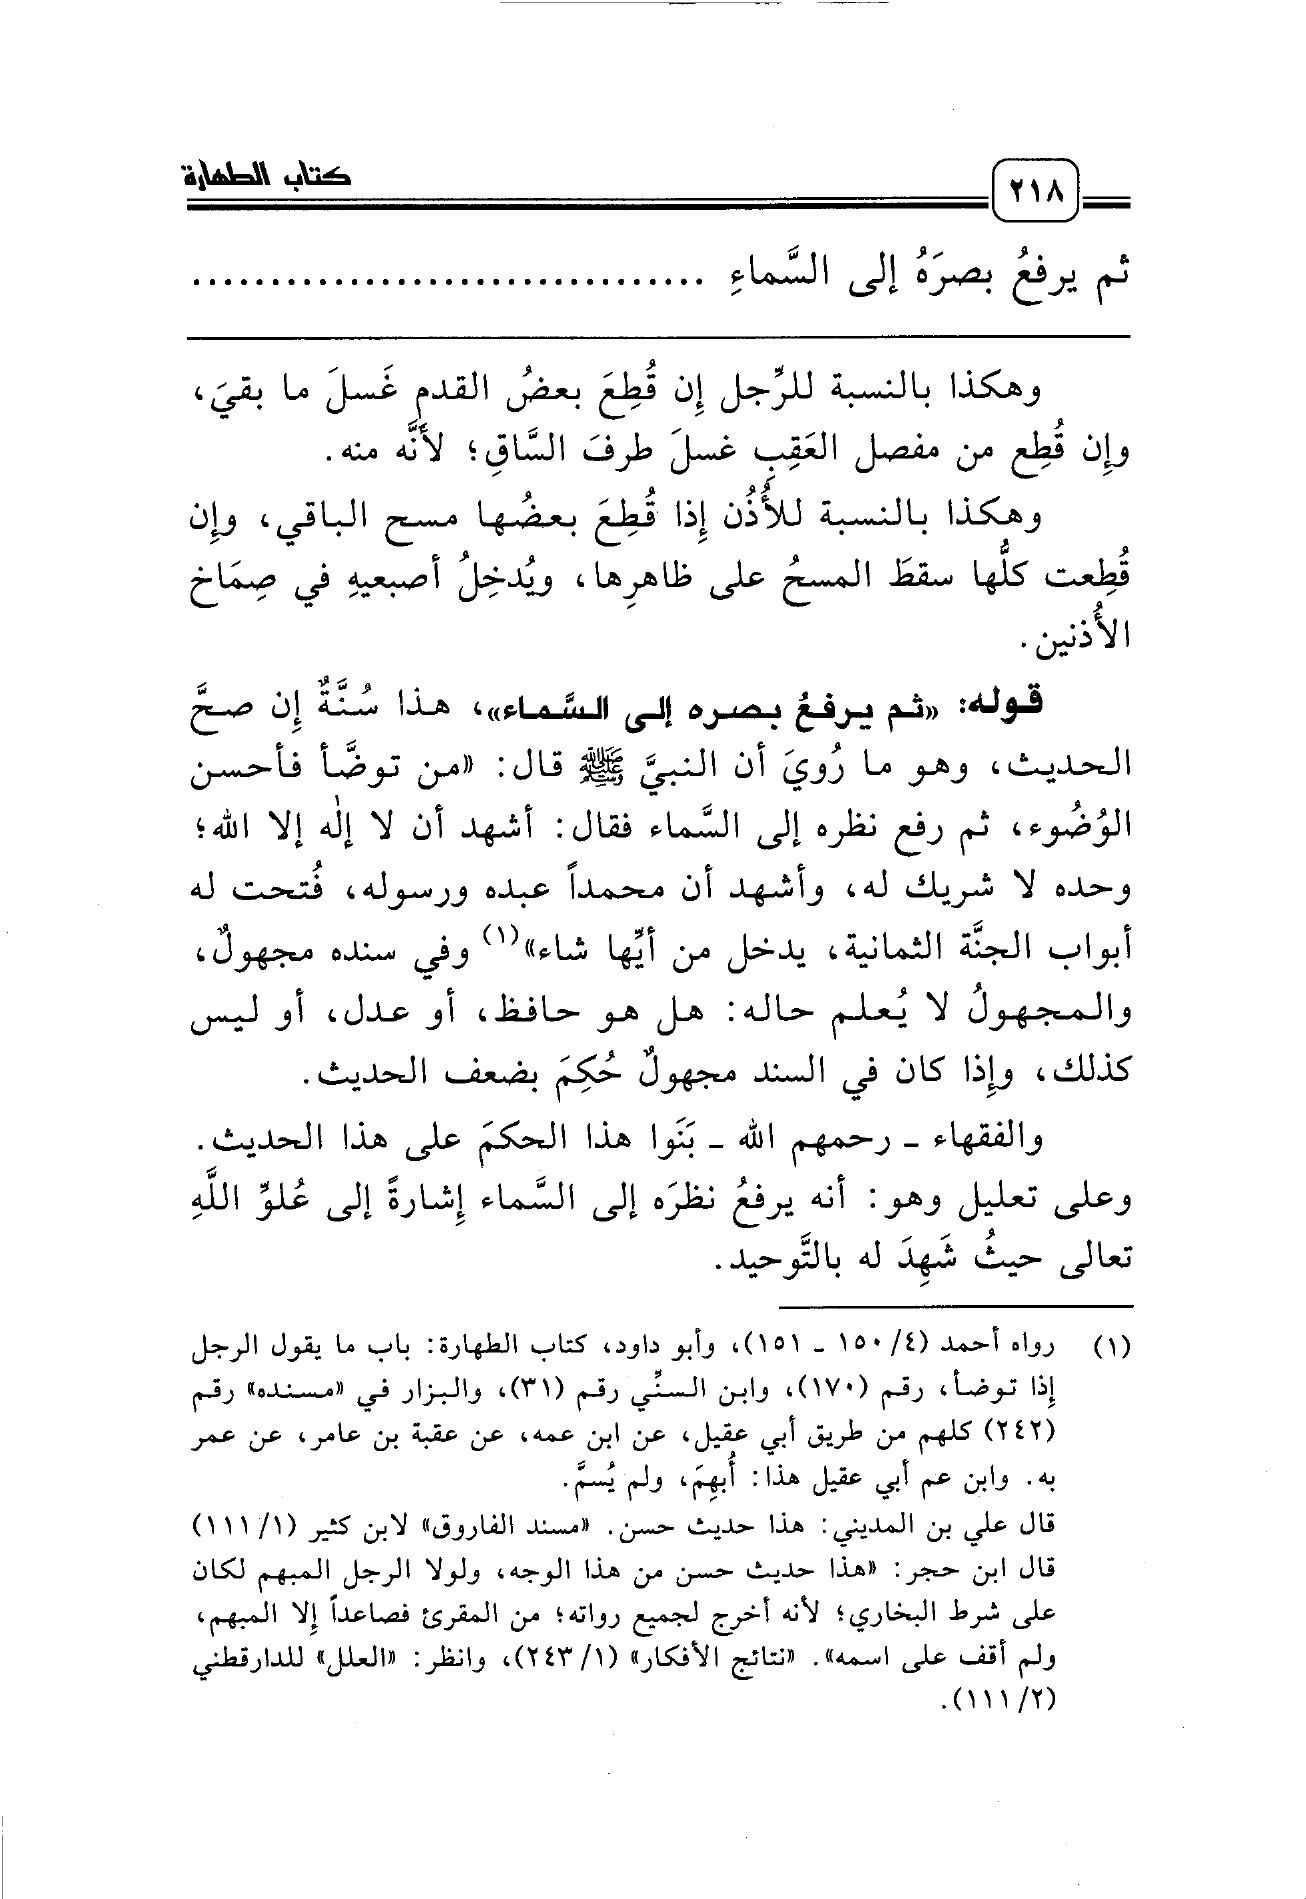 كتاب الطهارة
٢١٨
ثم يرفعُ بصرَهُ إلى السَّماءِ .................................
وهكذا بالنسبة للرِّجل إِن قُطِعَ بعضُ القدم غَسلَ ما بقيَ،
وإِن قُطِع من مفصل العَقِبِ غسلَ طرفَ السَّاقِ؛ لأنَّه منه.
وهكذا بالنسبة للأُذُن إِذا قُطِعَ بعضُها مسح الباقي، وإِن
قُطِعت كلُّها سقطَ المسحُ على ظاهرِها، ويُدخِلُ أصبعيهِ في صِمَاخ
الأُذنين.
قوله: «ثم يرفعُ بصره إلى السَّماء»، هذا سُنَّةٌ إِن صحَّ
الحديث، وهو ما رُويَ أن النبيَّ ﷺ قال: «من توضَّأ فأحسن
الوُضُوء، ثم رفع نظره إلى السَّماء فقال: أشهد أن لا إلٰه إلا الله؛
وحده لا شريك له، وأشهد أن محمداً عبده ورسوله، فُتحت له
أبواب الجنَّة الثمانية، يدخل من أيِّها شاء»(١) وفي سنده مجهولٌ،
والمجهولُ لا يُعلم حاله: هل هو حافظ، أو عدل، أو ليس
كذلك، وإِذا كان في السند مجهولٌ حُكِمَ بضعف الحديث.
والفقهاء ـ رحمهم الله ـ بَنَوا هذا الحكمَ على هذا الحديث.
وعلى تعليل وهو: أنه يرفعُ نظرَه إلى السَّماء إِشارةً إلى عُلوِّ اللَّهِ
تعالى حيثُ شَهِدَ له بالتَّوحيد.
(١) رواه أحمد (٤/ ١٥٠ ـ ١٥١)، وأبو داود، كتاب الطهارة: باب ما يقول الرجل
إذا توضأ، رقم (١٧٠)، وابن السنِّي رقم (٣١)، والبزار في «مسنده» رقم
(٢٤٢) كلهم من طريق أبي عقيل، عن ابن عمه، عن عقبة بن عامر، عن عمر
به. وابن عم أبي عقيل هذا: أُبهِمَ، ولم يُسمَّ.
قال علي بن المديني: هذا حديث حسن. «مسند الفاروق» لابن كثير (١/ ١١١)
قال ابن حجر: «هذا حديث حسن من هذا الوجه، ولولا الرجل المبهم لكان
على شرط البخاري؛ لأنه أخرج لجميع رواته؛ من المقرئ فصاعداً إِلا المبهم،
ولم أقف على اسمه». «نتائج الأفكار» (١/ ٢٤٣)، وانظر: «العلل» للدارقطني
(٢/ ١١١).